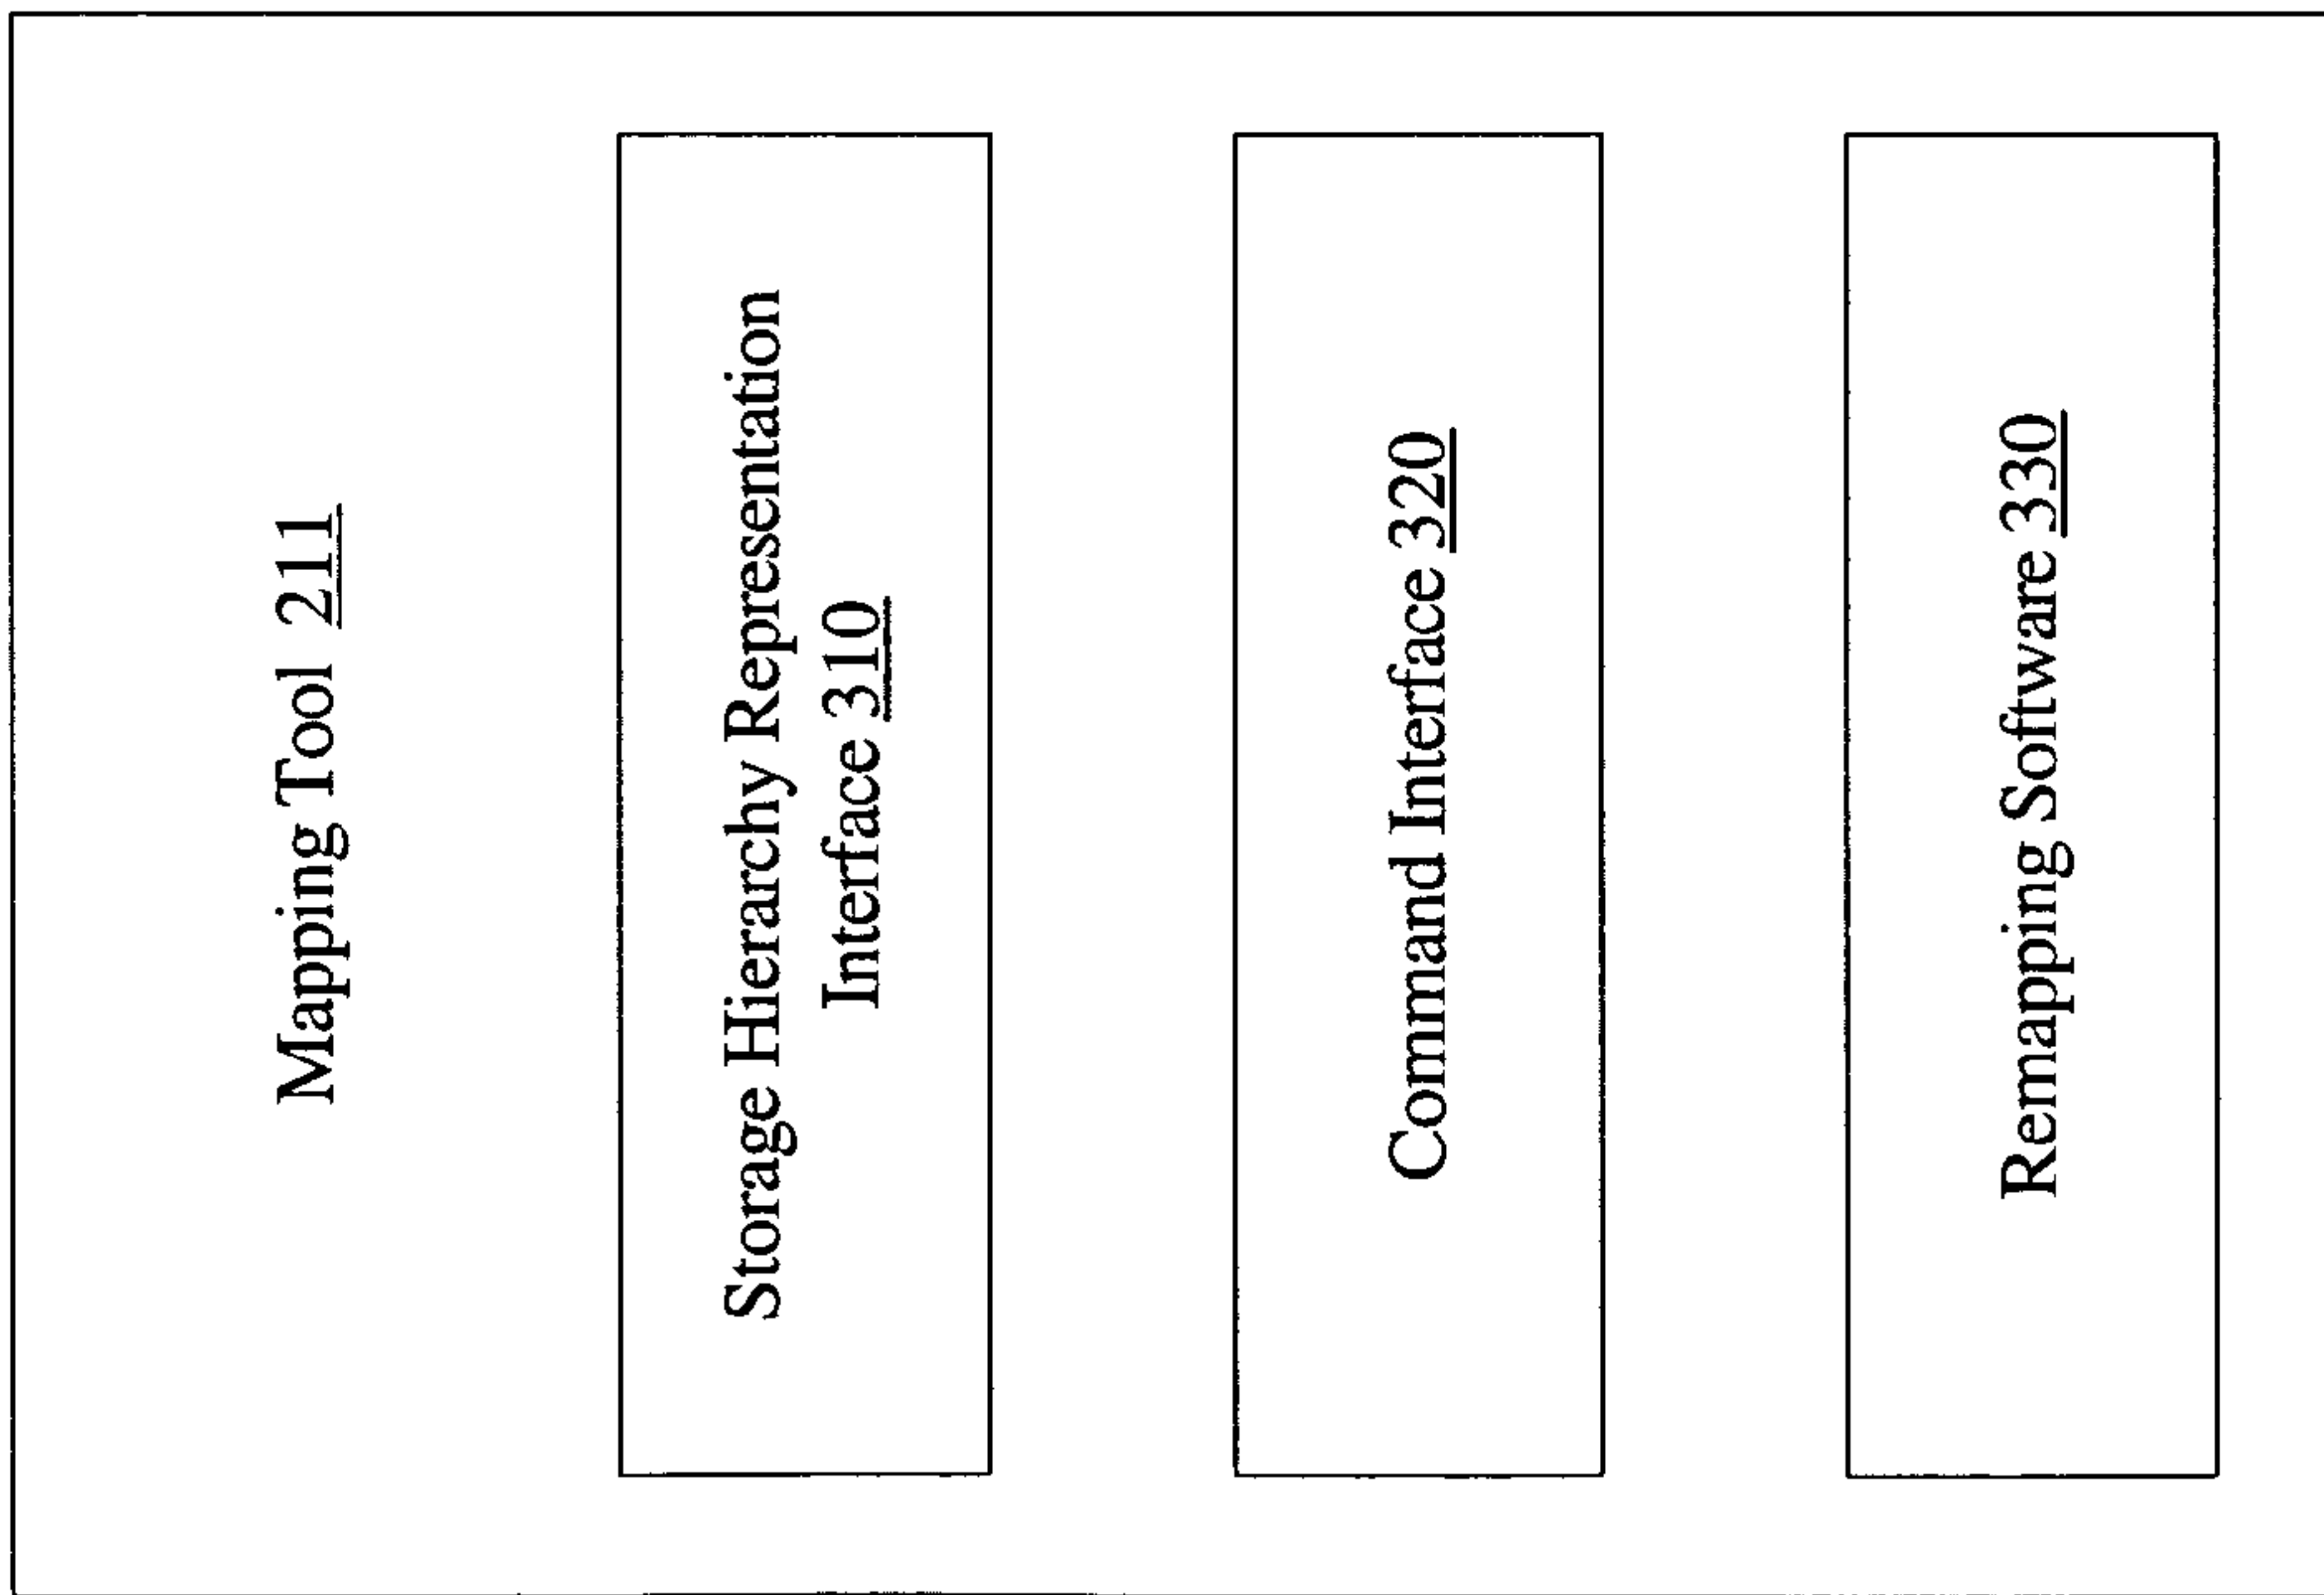 Mapping Tool 211
Storage Hierarchy Representation
Interface 310
Command Interface 320
Remapping Software 330